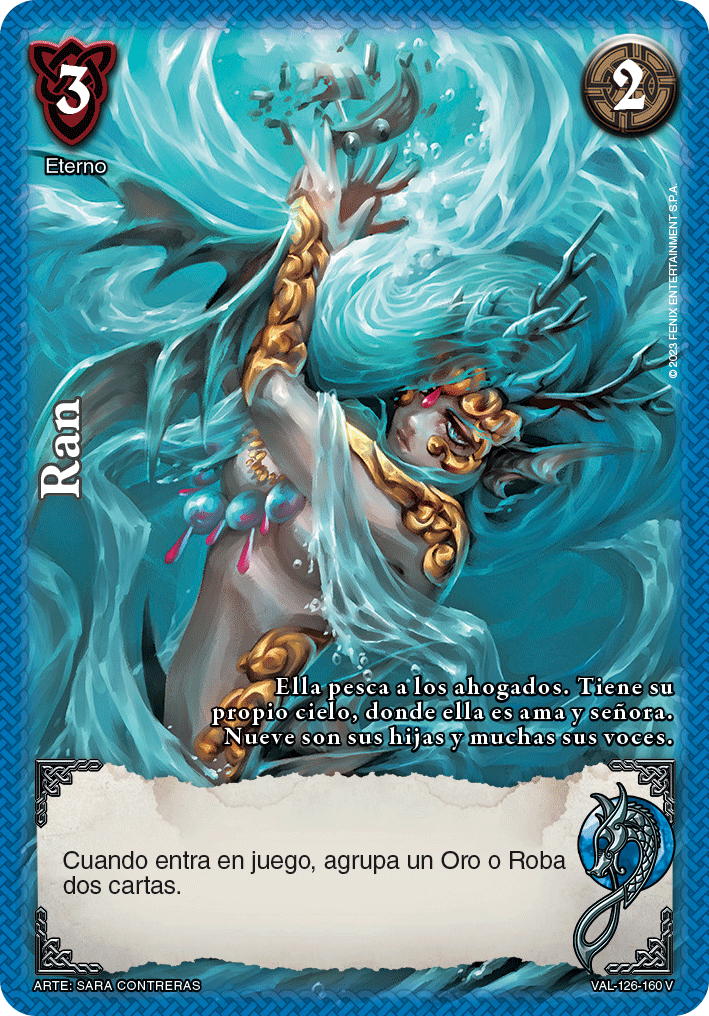 3
2
Eterno
© 2023 FENIX ENTERTAINMENT S.P.A.
Ran
Ella pesca a los ahogados. Tiene su
propio cielo, donde ella es ama y señora.
Nueve son sus hijas y muchas sus voces.
Cuando entra en juego, agrupa un Oro o Roba
dos cartas.
ARTE: SARA CONTRERAS
VAL-126-160 V